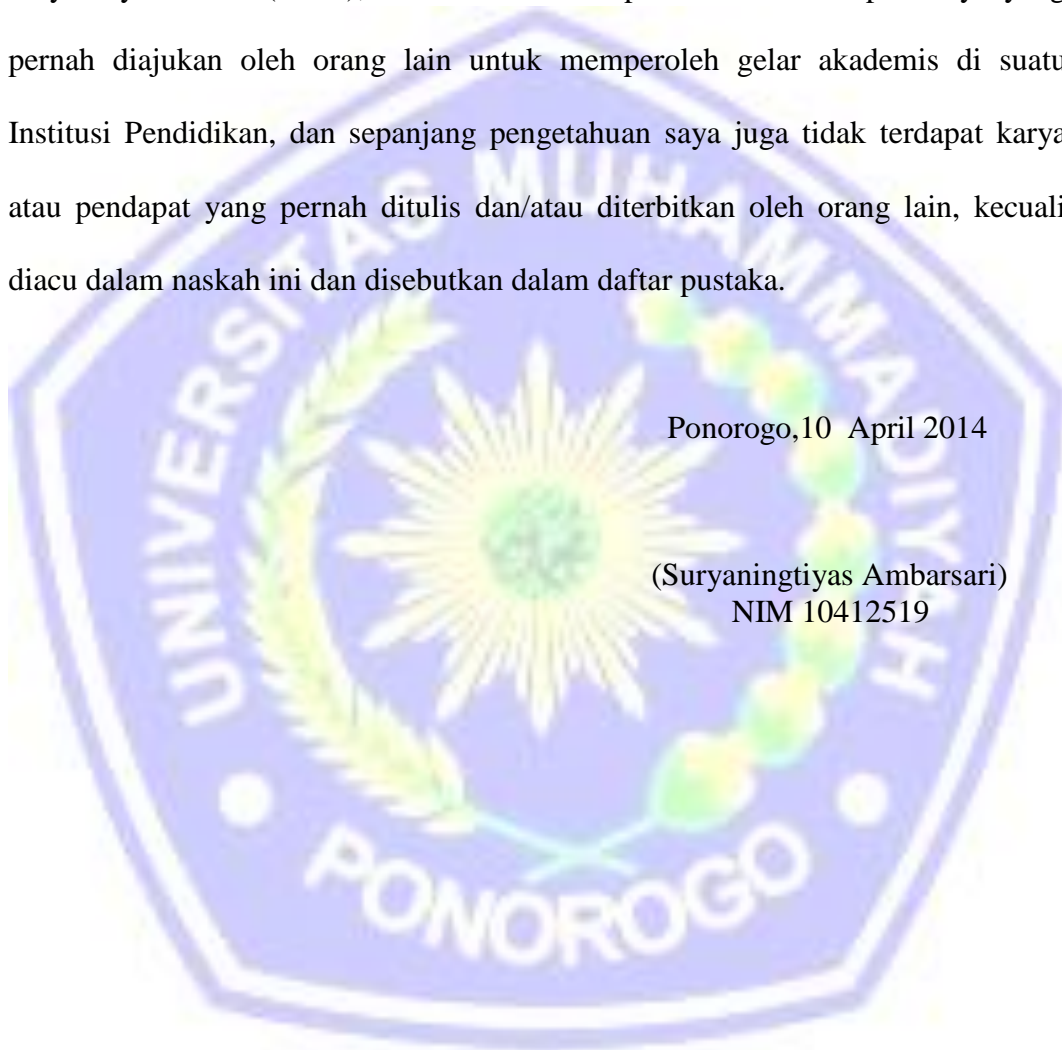 pernah diajukan oleh orang lain untuk memperoleh gelar akademis di suatu
Institusi Pendidikan, dan sepanjang pengetahuan saya juga tidak terdapat karya
atau pendapat yang pernah ditulis dan/atau diterbitkan oleh orang lain, kecuali
diacu dalam naskah ini dan disebutkan dalam daftar pustaka.
Ponorogo,10 April 2014
(Suryaningtiyas Ambarsari)
NIM 10412519
UNIVERSITAS MUHAMMADIYAH
PONOROGO